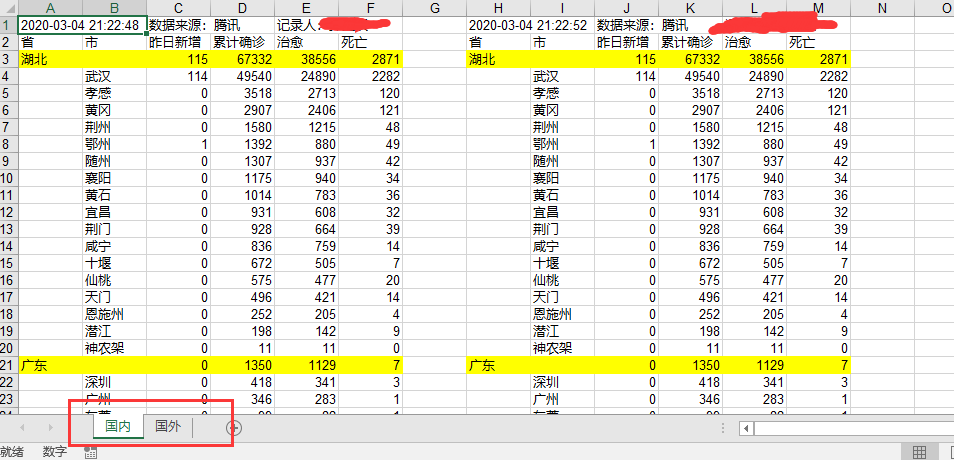 A B C D E F G H I J K L M N O
1 2020-03-04 21:22:48 数据来源：腾讯 记录人： 2020-03-04 21:22:52 数据来源：腾讯
2 省 市 昨日新增 累计确诊 治愈 死亡 省 市 昨日新增 累计确诊 治愈 死亡
3 湖北 115 67332 38556 2871 湖北 115 67332 38556 2871
4 武汉 114 49540 24890 2282 武汉 114 49540 24890 2282
5 孝感 0 3518 2713 120 孝感 0 3518 2713 120
6 黄冈 0 2907 2406 121 黄冈 0 2907 2406 121
7 荆州 0 1580 1215 48 荆州 0 1580 1215 48
8 鄂州 1 1392 880 49 鄂州 1 1392 880 49
9 随州 0 1307 937 42 随州 0 1307 937 42
10 襄阳 0 1175 940 34 襄阳 0 1175 940 34
11 黄石 0 1014 783 36 黄石 0 1014 783 36
12 宜昌 0 931 608 32 宜昌 0 931 608 32
13 荆门 0 928 664 39 荆门 0 928 664 39
14 咸宁 0 836 759 14 咸宁 0 836 759 14
15 十堰 0 672 505 7 十堰 0 672 505 7
16 仙桃 0 575 477 20 仙桃 0 575 477 20
17 天门 0 496 421 14 天门 0 496 421 14
18 恩施州 0 252 205 4 恩施州 0 252 205 4
19 潜江 0 198 142 9 潜江 0 198 142 9
20 神农架 0 11 11 0 神农架 0 11 11 0
21 广东 0 1350 1129 7 广东 0 1350 1129 7
22 深圳 0 418 341 3 深圳 0 418 341 3
23 广州 0 346 283 1 广州 0 346 283 1
国内 国外
就绪 数字